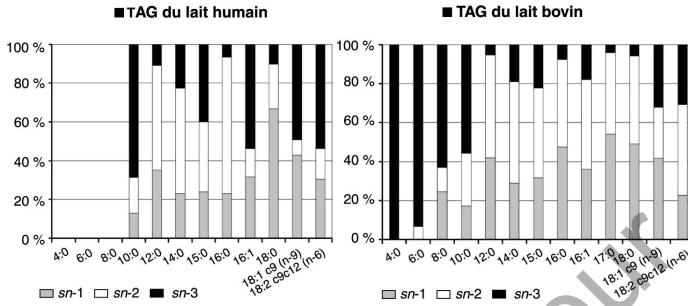 TAG du lait humain
100 %
80 %
60 %
40 %
20 %
0 %
4:0 6:0 8:0 10:0 12:0 14:0 15:0 16:0 16:1 18:0 18:1 c9 (n-9) 18:2 c9c12 (n-6)
sn-1 sn-2 sn-3
TAG du lait bovin
100 %
80 %
60 %
40 %
20 %
0 %
4:0 6:0 8:0 10:0 12:0 14:0 15:0 16:0 16:1 17:0 18:0 18:1 c9 (n-9) 18:2 c9c12 (n-6)
sn-1 sn-2 sn-3
our